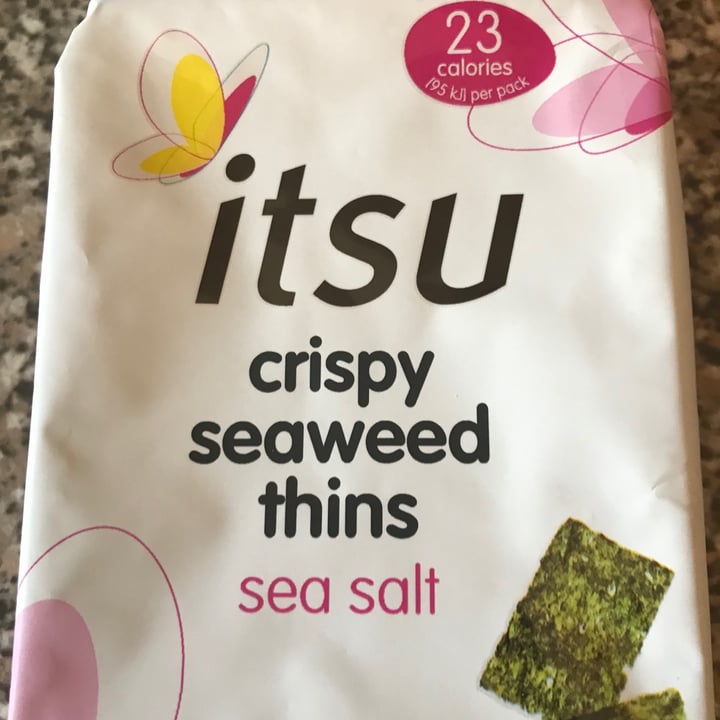 23
calories
(95 kJ) per pack
itsu
crispy
seaweed
thins
sea salt